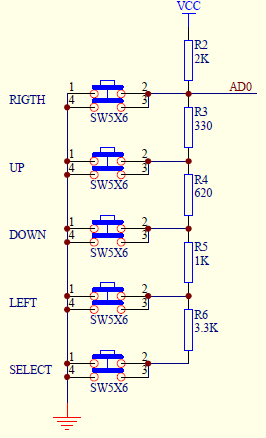 VCC
R2
2K
1 2 AD0
RIGTH 4 3
SW5X6
R3
330
1 2
UP 4 3
SW5X6
R4
620
1 2
DOWN 4 3
SW5X6
R5
1K
1 2
LEFT 4 3
SW5X6
R6
3.3K
1 2
SELECT 4 3
SW5X6